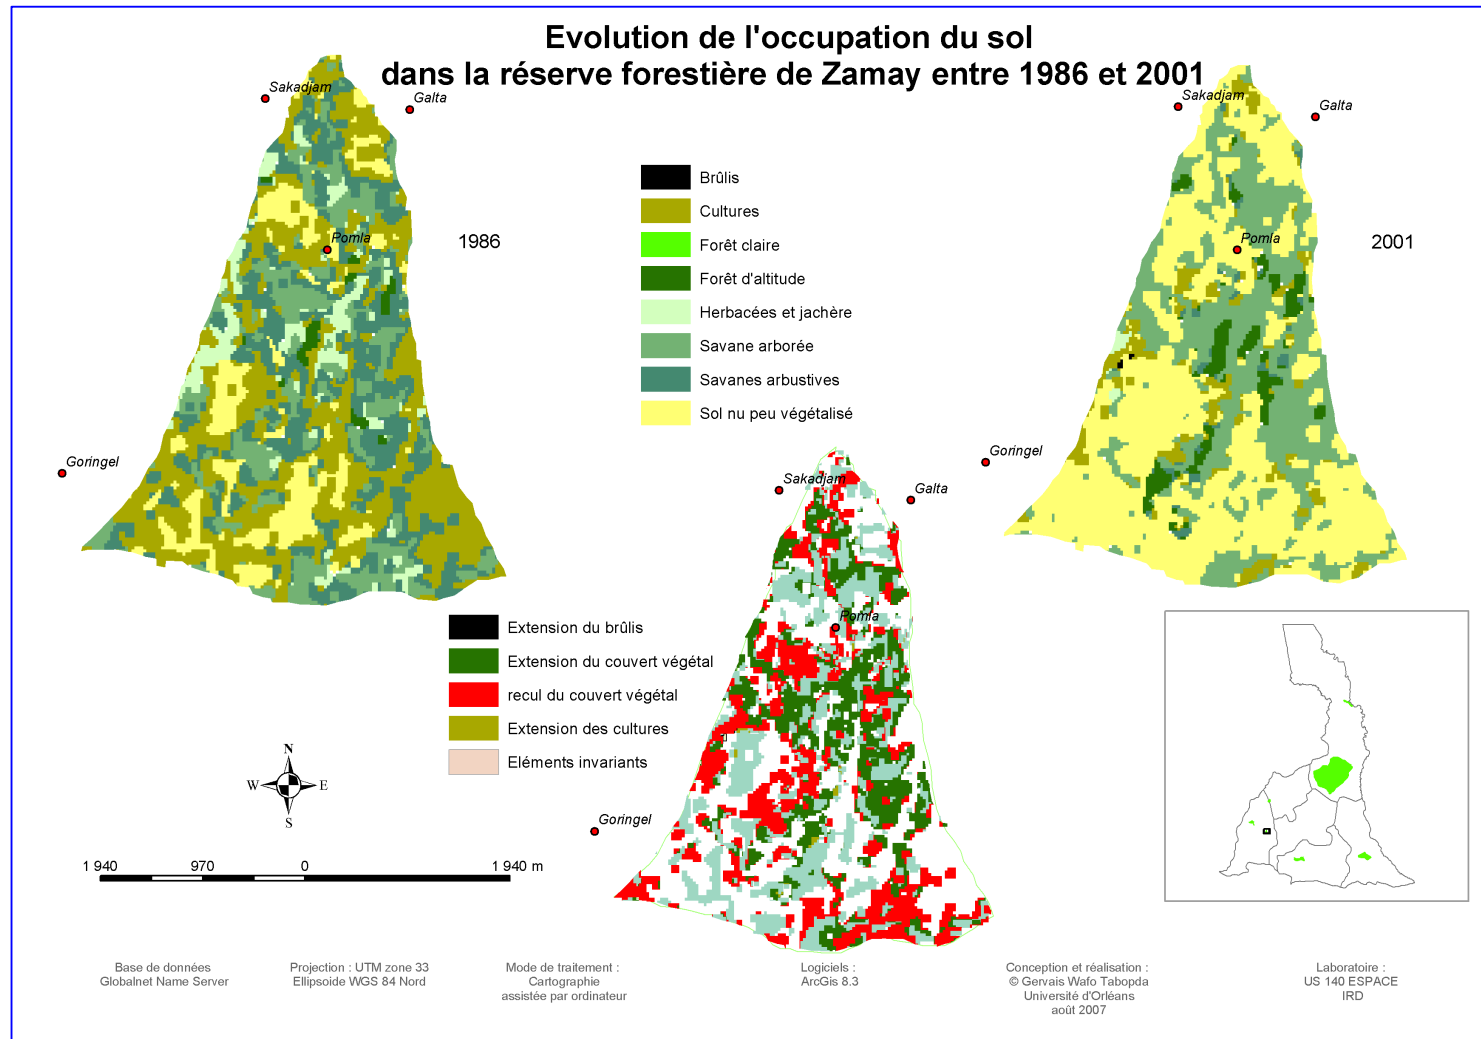 Evolution de l'occupation du sol
dans la réserve forestière de Zamay entre 1986 et 2001
Sakadjam
Galta
Pomla
1986
Goringel
Brûlis
Cultures
Forêt claire
Forêt d'altitude
Herbacées et jachère
Savane arborée
Savanes arbustives
Sol nu peu végétalisé
Sakadjam
Galta
Pomla
2001
Goringel
Sakadjam
Galta
Pomla
Goringel
Extension du brûlis
Extension du couvert végétal
recul du couvert végétal
Extension des cultures
Eléments invariants
N
W E
S
1 940 970 0 1 940 m
Base de données
Globalnet Name Server
Projection : UTM zone 33
Ellipsoide WGS 84 Nord
Mode de traitement :
Cartographie
assistée par ordinateur
Logiciels :
ArcGis 8.3
Conception et réalisation :
© Gervais Wafo Tabopda
Université d'Orléans
août 2007
Laboratoire :
US 140 ESPACE
IRD